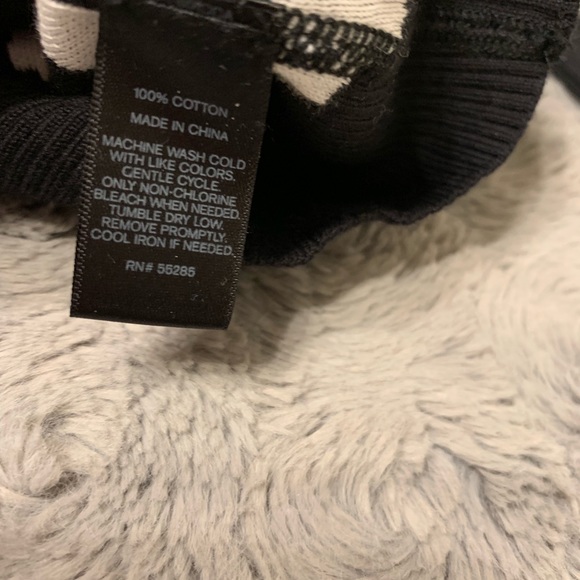 100% COTTON
MADE IN CHINA
MACHINE WASH COLD
WITH LIKE COLORS.
GENTLE CYCLE.
ONLY NON-CHLORINE
BLEACH WHEN NEEDED.
TUMBLE DRY LOW.
REMOVE PROMPTLY.
COOL IRON IF NEEDED.
RN# 55285